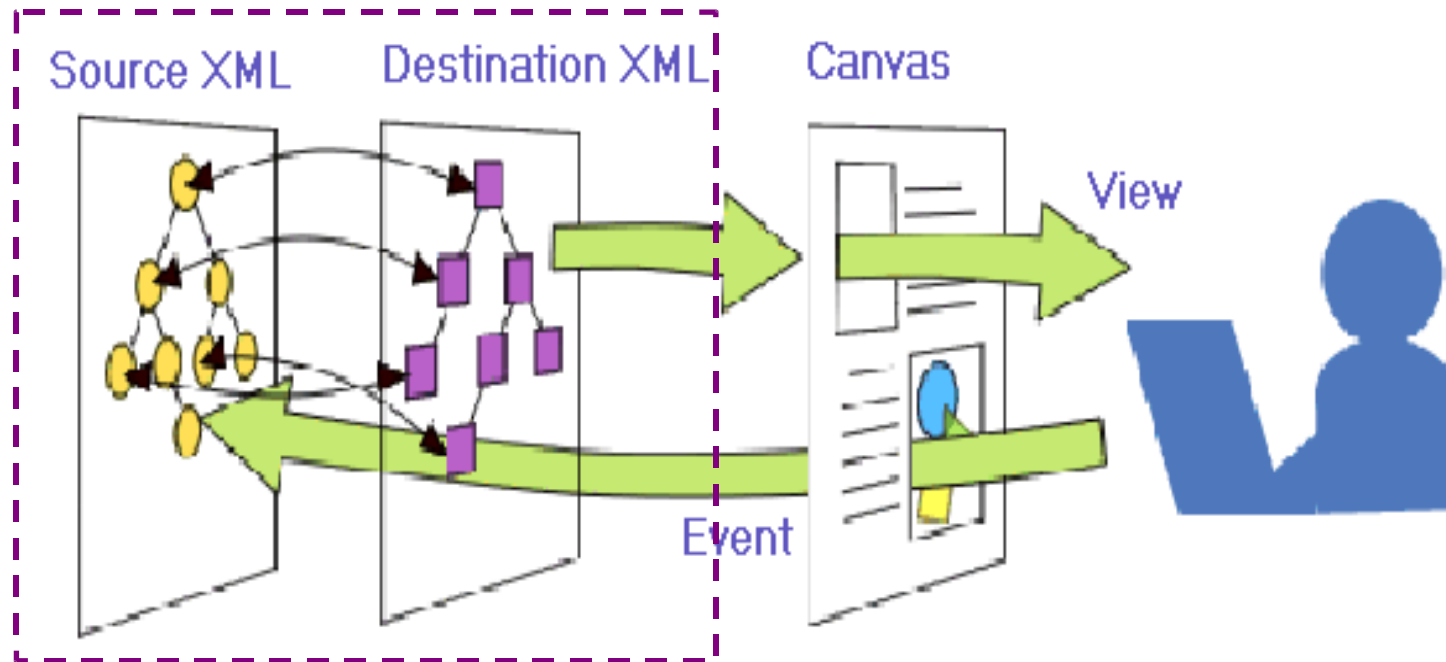 Source XML
Destination XML
Canvas
View
Event